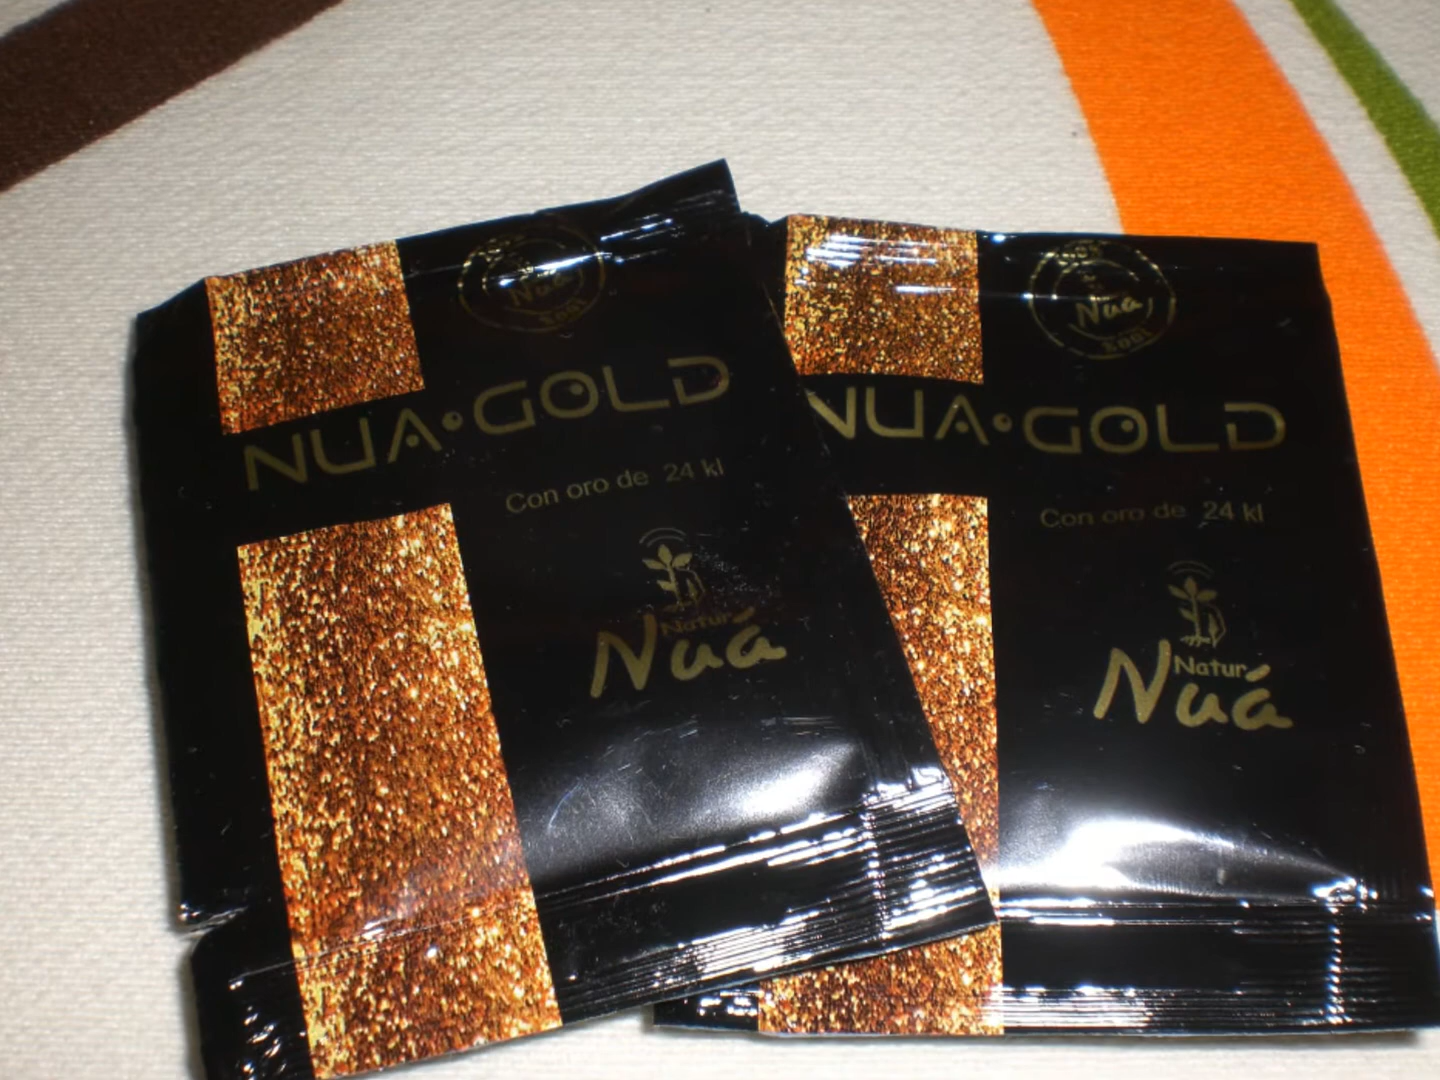 Nua
NUA•GOLD
Con oro de 24 kl
Natur
Nuá
Nua
NUA•GOLD
Con oro de 24 kl
Natur
Nuá